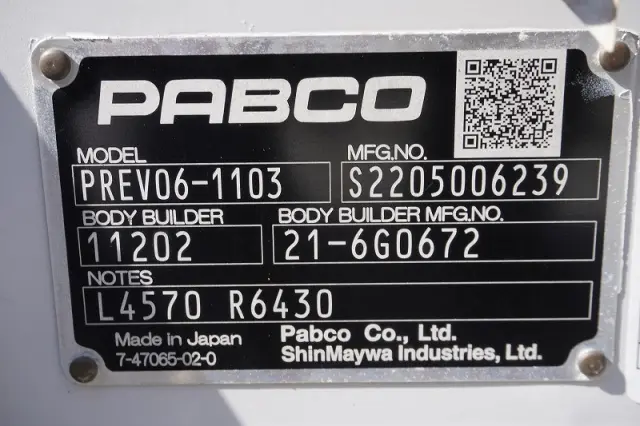 PABCO
MODEL MFG.NO.
PREV06-1103 S2205006239
BODY BUILDER BODY BUILDER MFG.NO.
11202 21-6G0672
NOTES
L4570 R6430
Made in Japan Pabco Co., Ltd.
7-47065-02-0 ShinMaywa Industries, Ltd.